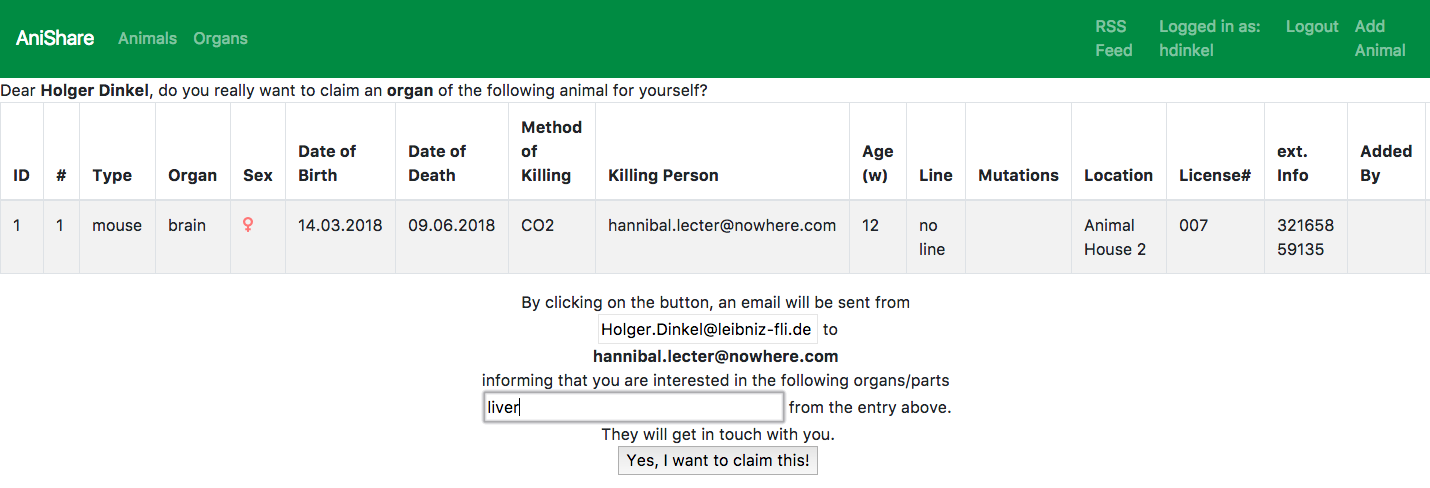 AniShare Animals Organs RSS Feed Logged in as: hdinkel Logout Add Animal
Dear Holger Dinkel, do you really want to claim an organ of the following animal for yourself?
ID # Type Organ Sex Date of Birth Date of Death Method of Killing Killing Person Age (w) Line Mutations Location License# ext. Info Added By
1 1 mouse brain ♀ 14.03.2018 09.06.2018 CO2 hannibal.lecter@nowhere.com 12 no line Animal House 2 007 321658 59135
By clicking on the button, an email will be sent from
Holger.Dinkel@leibniz-fli.de to
hannibal.lecter@nowhere.com
informing that you are interested in the following organs/parts
liver from the entry above.
They will get in touch with you.
Yes, I want to claim this!